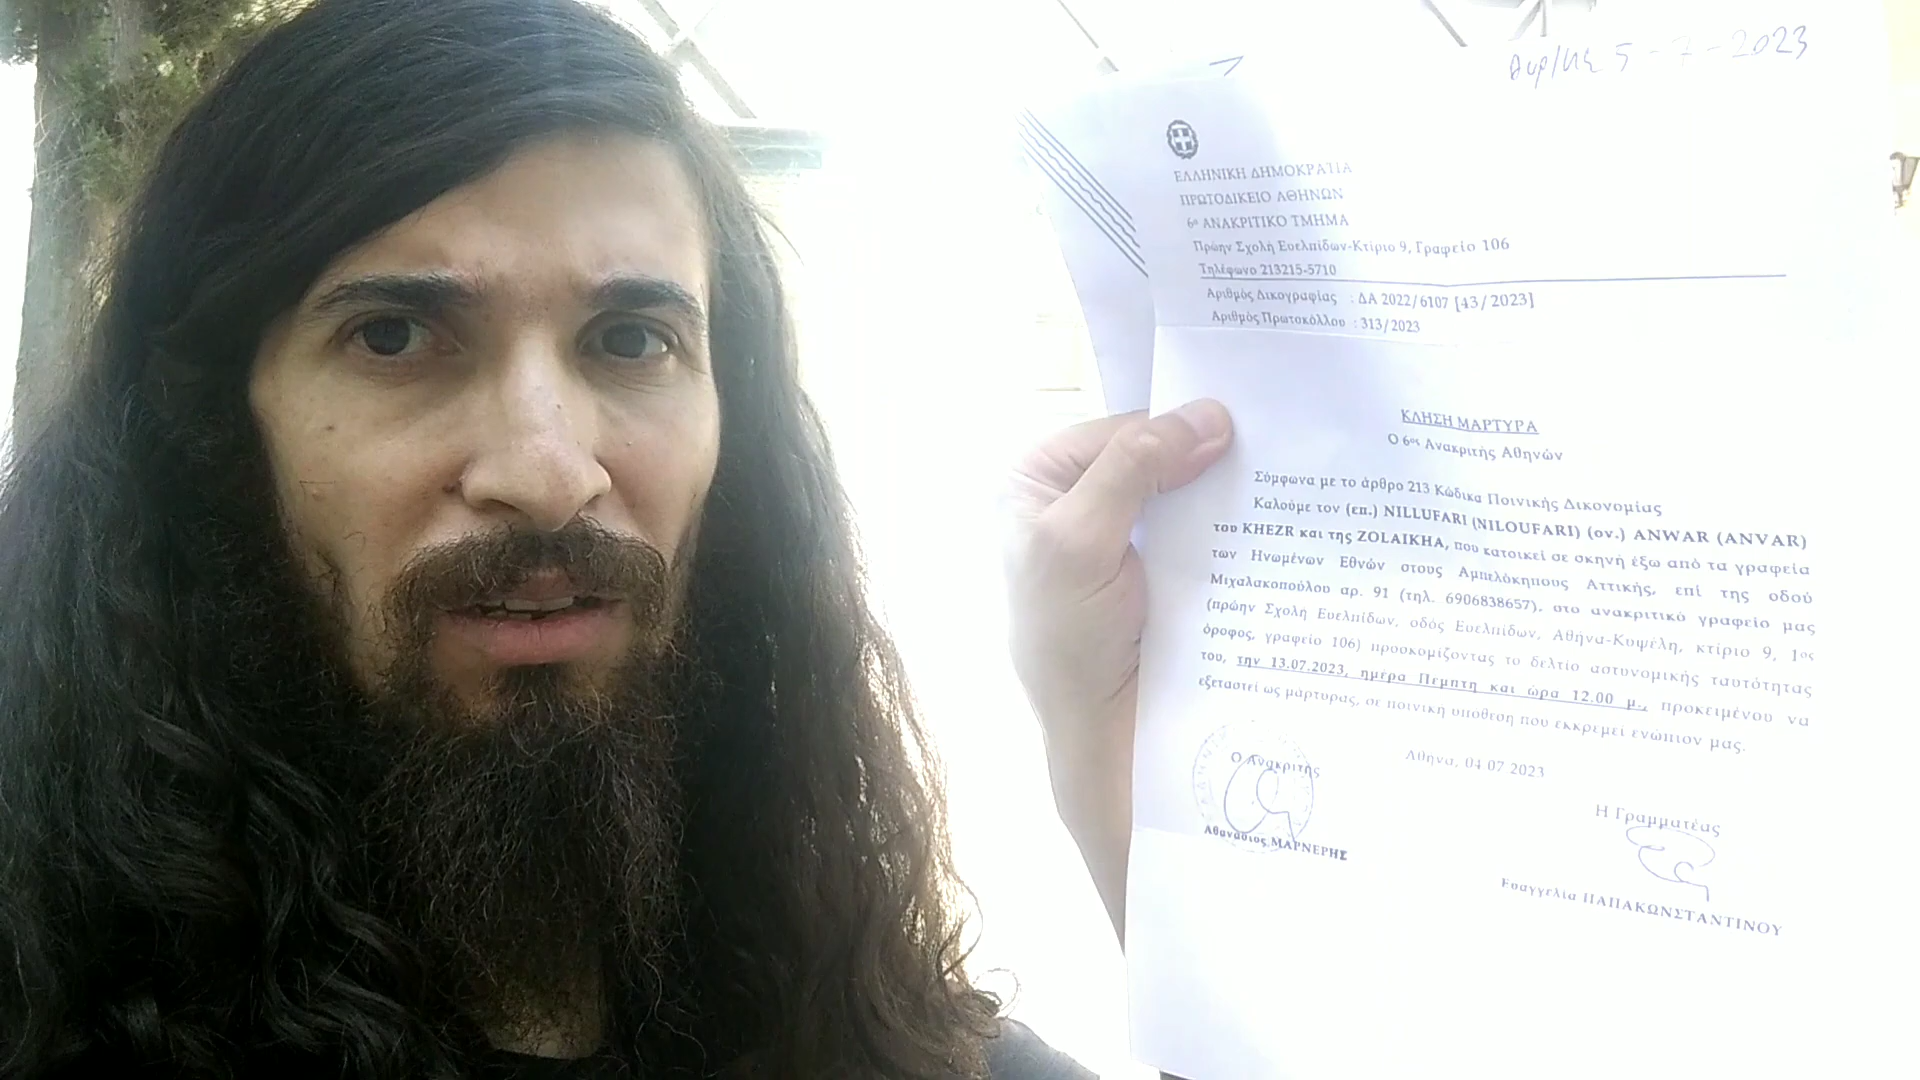 5-7-2023
ΕΛΛΗΝΙΚΗ ΔΗΜΟΚΡΑΤΙΑ
ΠΡΩΤΟΔΙΚΕΙΟ ΑΘΗΝΩΝ
6ο ΑΝΑΚΡΙΤΙΚΟ ΤΜΗΜΑ
Πρώην Σχολή Ευελπίδων-Κτίριο 9, Γραφείο 106
Τηλέφωνο 213215-5710
Αριθμός Δικογραφίας : ΔΑ 2022/6107 [43/2023]
Αριθμός Πρωτοκόλλου : 313/2023
ΚΛΗΣΗ ΜΑΡΤΥΡΑ
Ο 6ος Ανακριτής Αθηνών
Σύμφωνα με το άρθρο 213 Κώδικα Ποινικής Δικονομίας
Καλούμε τον (επ.) NILLUFARI (NILOUFARI) (ον.) ANWAR (ANVAR)
του KHEZR και της ZOLAIKHA, που κατοικεί σε σκηνή έξω από τα γραφεία
των Ηνωμένων Εθνών στους Αμπελόκηπους Αττικής, επί της οδού
Μιχαλακοπούλου αρ. 91 (τηλ. 6906838657), στο ανακριτικό γραφείο μας
(πρώην Σχολή Ευελπίδων, οδός Ευελπίδων, Αθήνα-Κυψέλη, κτίριο 9, 1ος
όροφος, γραφείο 106) προσκομίζοντας το δελτίο αστυνομικής ταυτότητας
του, την 13.07.2023, ημέρα Πέμπτη και ώρα 12.00 μ., προκειμένου να
εξεταστεί ως μάρτυρας, σε ποινική υπόθεση που εκκρεμεί ενώπιον μας.
Αθήνα, 04 07 2023
Ο Ανακριτής
Η Γραμματέας
Αθανάσιος ΜΑΡΝΕΡΗΣ
Ευαγγελία ΠΑΠΑΚΩΝΣΤΑΝΤΙΝΟΥ